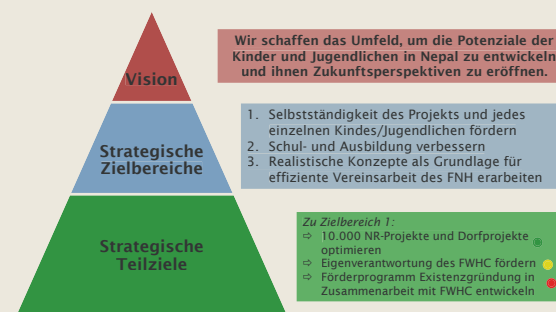 Vision
Wir schaffen das Umfeld, um die Potenziale der
Kinder und Jugendlichen in Nepal zu entwickeln
und ihnen Zukunftsperspektiven zu eröffnen.
Strategische
Zielbereiche
1. Selbstständigkeit des Projekts und jedes
einzelnen Kindes/Jugendlichen fördern
2. Schul- und Ausbildung verbessern
3. Realistische Konzepte als Grundlage für
effiziente Vereinsarbeit des FNH erarbeiten
Strategische
Teilziele
Zu Zielbereich 1:
⇨ 10.000 NR-Projekte und Dorfprojekte
optimieren
⇨ Eigenverantwortung des FWHC fördern
⇨ Förderprogramm Existenzgründung in
Zusammenarbeit mit FWHC entwickeln